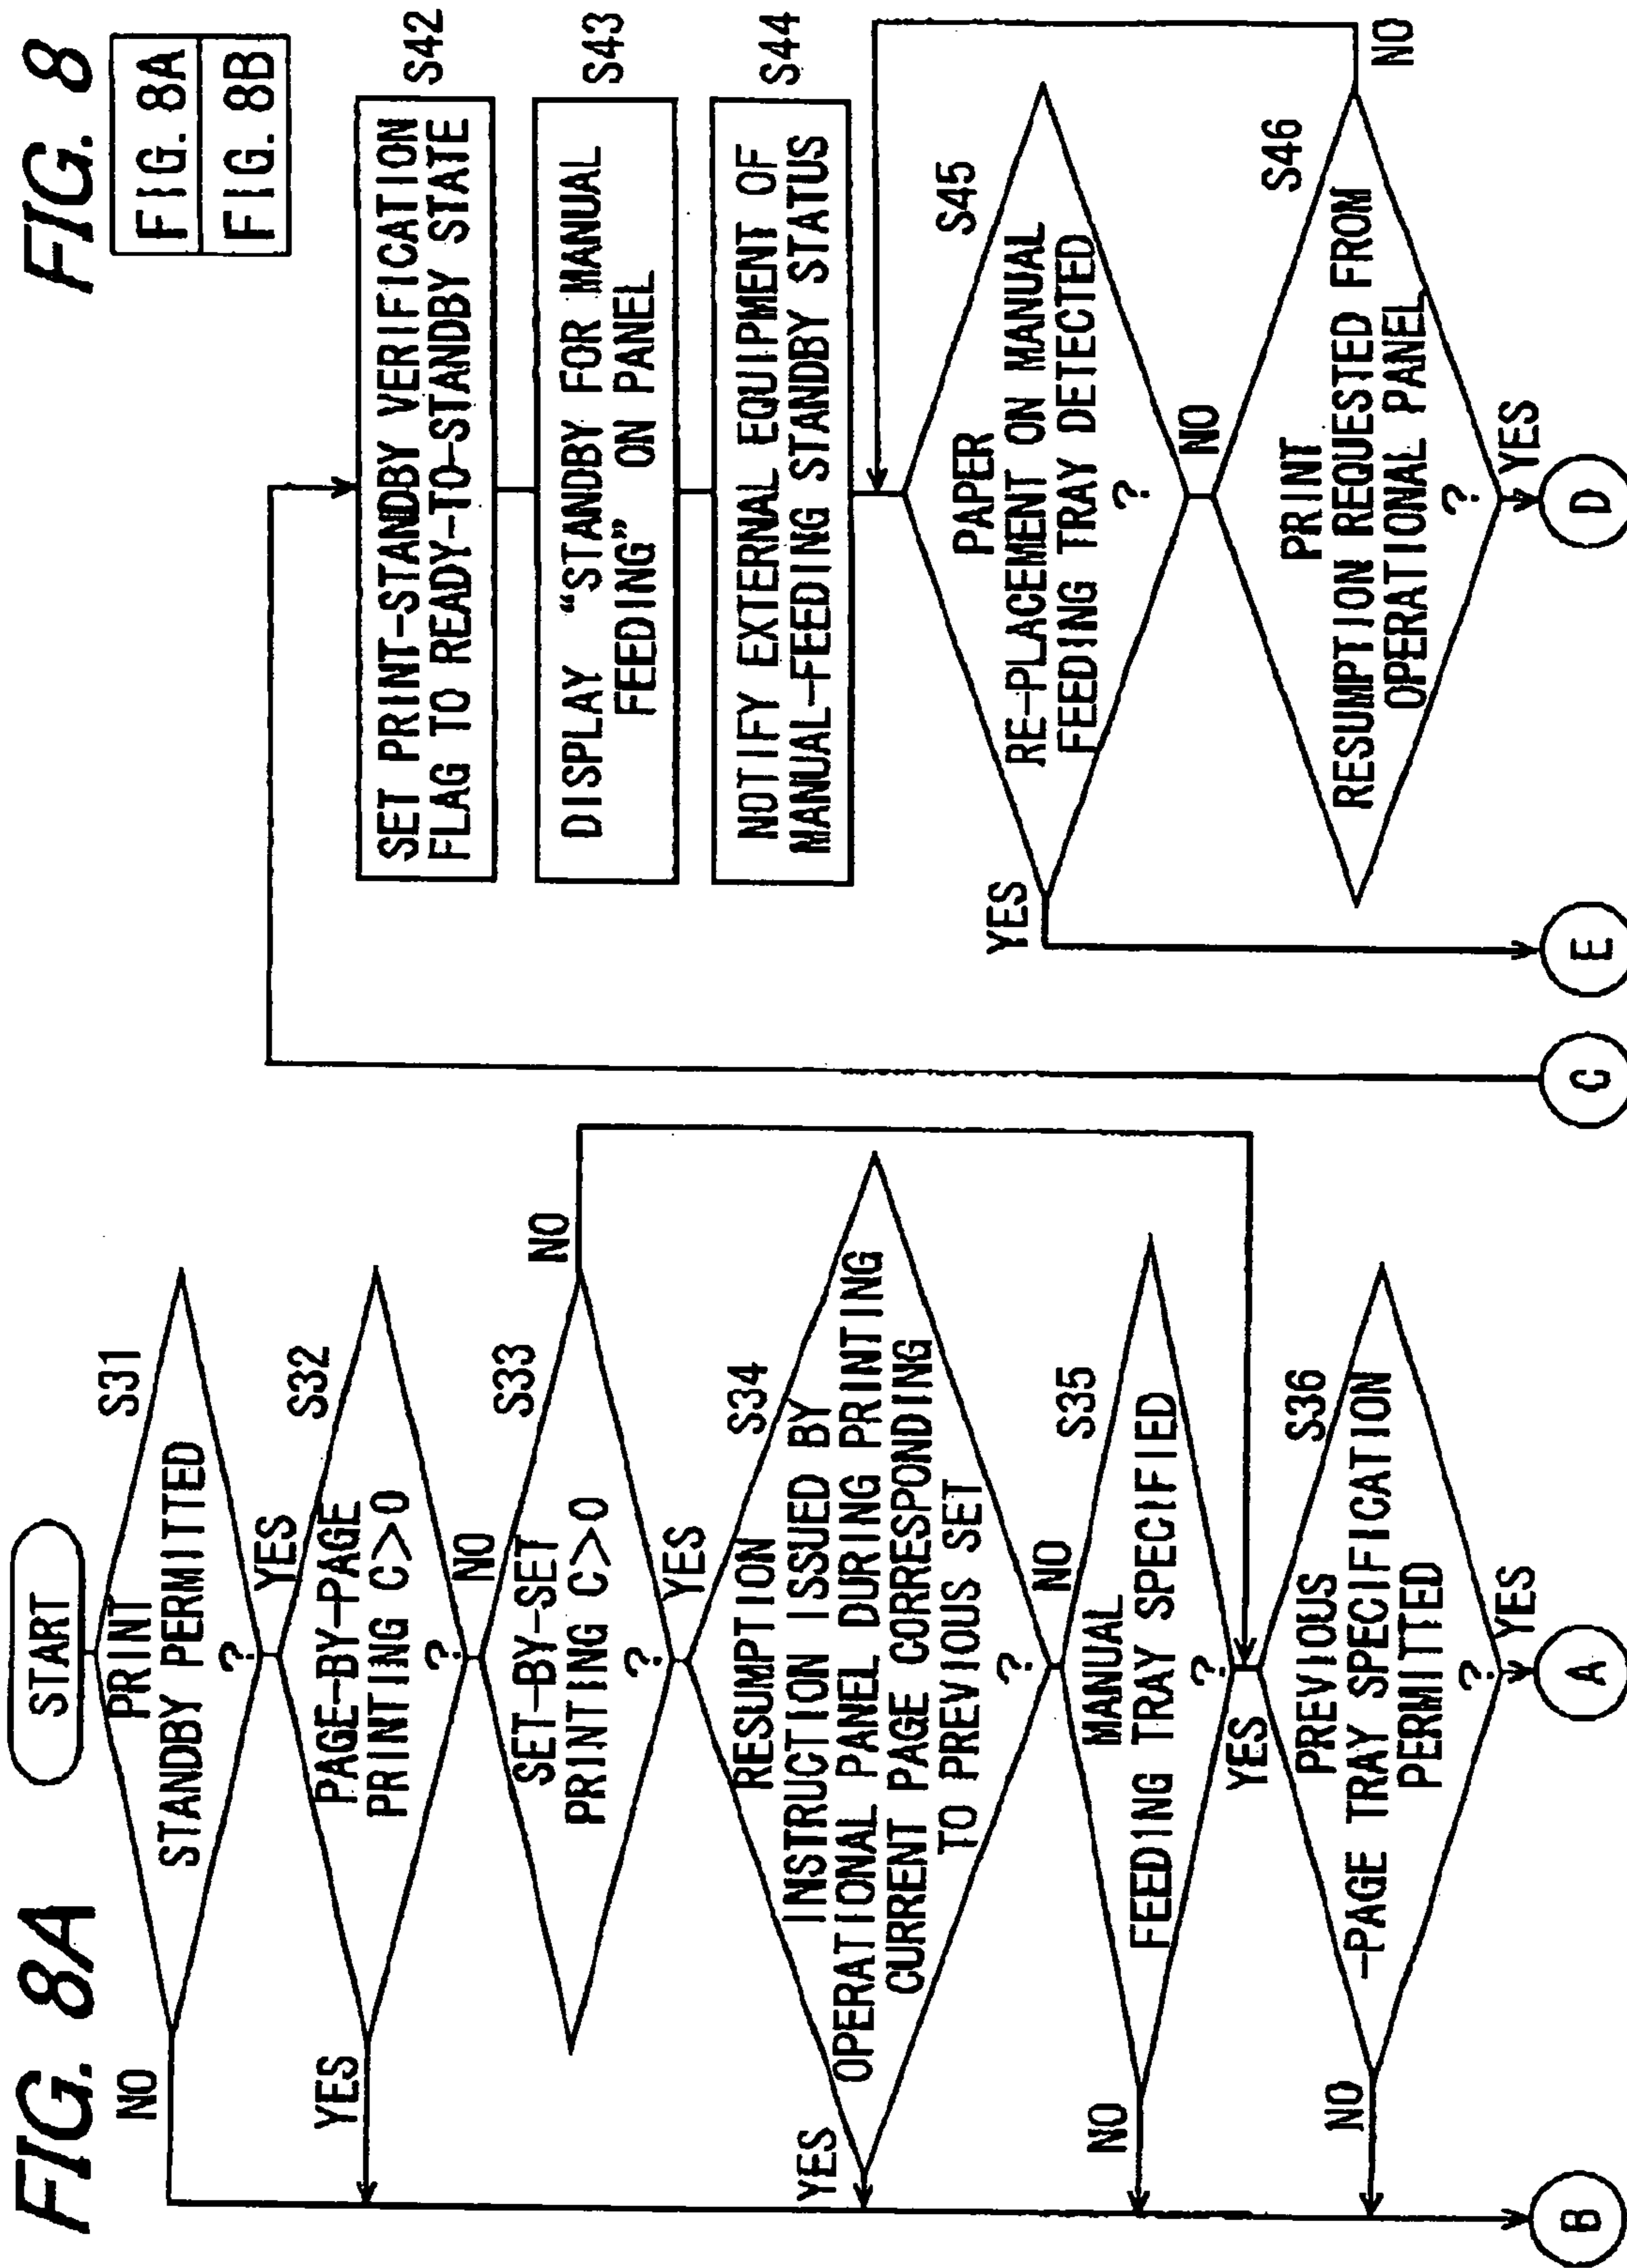 FIG. 8
FIG. 8A
FIG. 8B
FIG. 8A
START
PRINT
STANDBY PERMITTED
?
S31
NO
YES
PAGE-BY-PAGE
PRINTING C>0
?
S32
YES
NO
SET-BY-SET
PRINTING C>0
?
S33
NO
YES
RESUMPTION
INSTRUCTION ISSUED BY
OPERATIONAL PANEL DURING PRINTING
CURRENT PAGE CORRESPONDING
TO PREVIOUS SET
?
S34
YES
NO
MANUAL
FEEDING TRAY SPECIFIED
?
S35
NO
YES
PREVIOUS
-PAGE TRAY SPECIFICATION
PERMITTED
?
S36
NO
YES
B
A
SET PRINT-STANDBY VERIFICATION
FLAG TO READY-TO-STANDBY STATE
S42
DISPLAY "STANDBY FOR MANUAL
FEEDING" ON PANEL
S43
NOTIFY EXTERNAL EQUIPMENT OF
MANUAL-FEEDING STANDBY STATUS
S44
PAPER
RE-PLACEMENT ON MANUAL
FEEDING TRAY DETECTED
?
S45
YES
NO
PRINT
RESUMPTION REQUESTED FROM
OPERATIONAL PANEL
?
S46
NO
YES
C
E
D